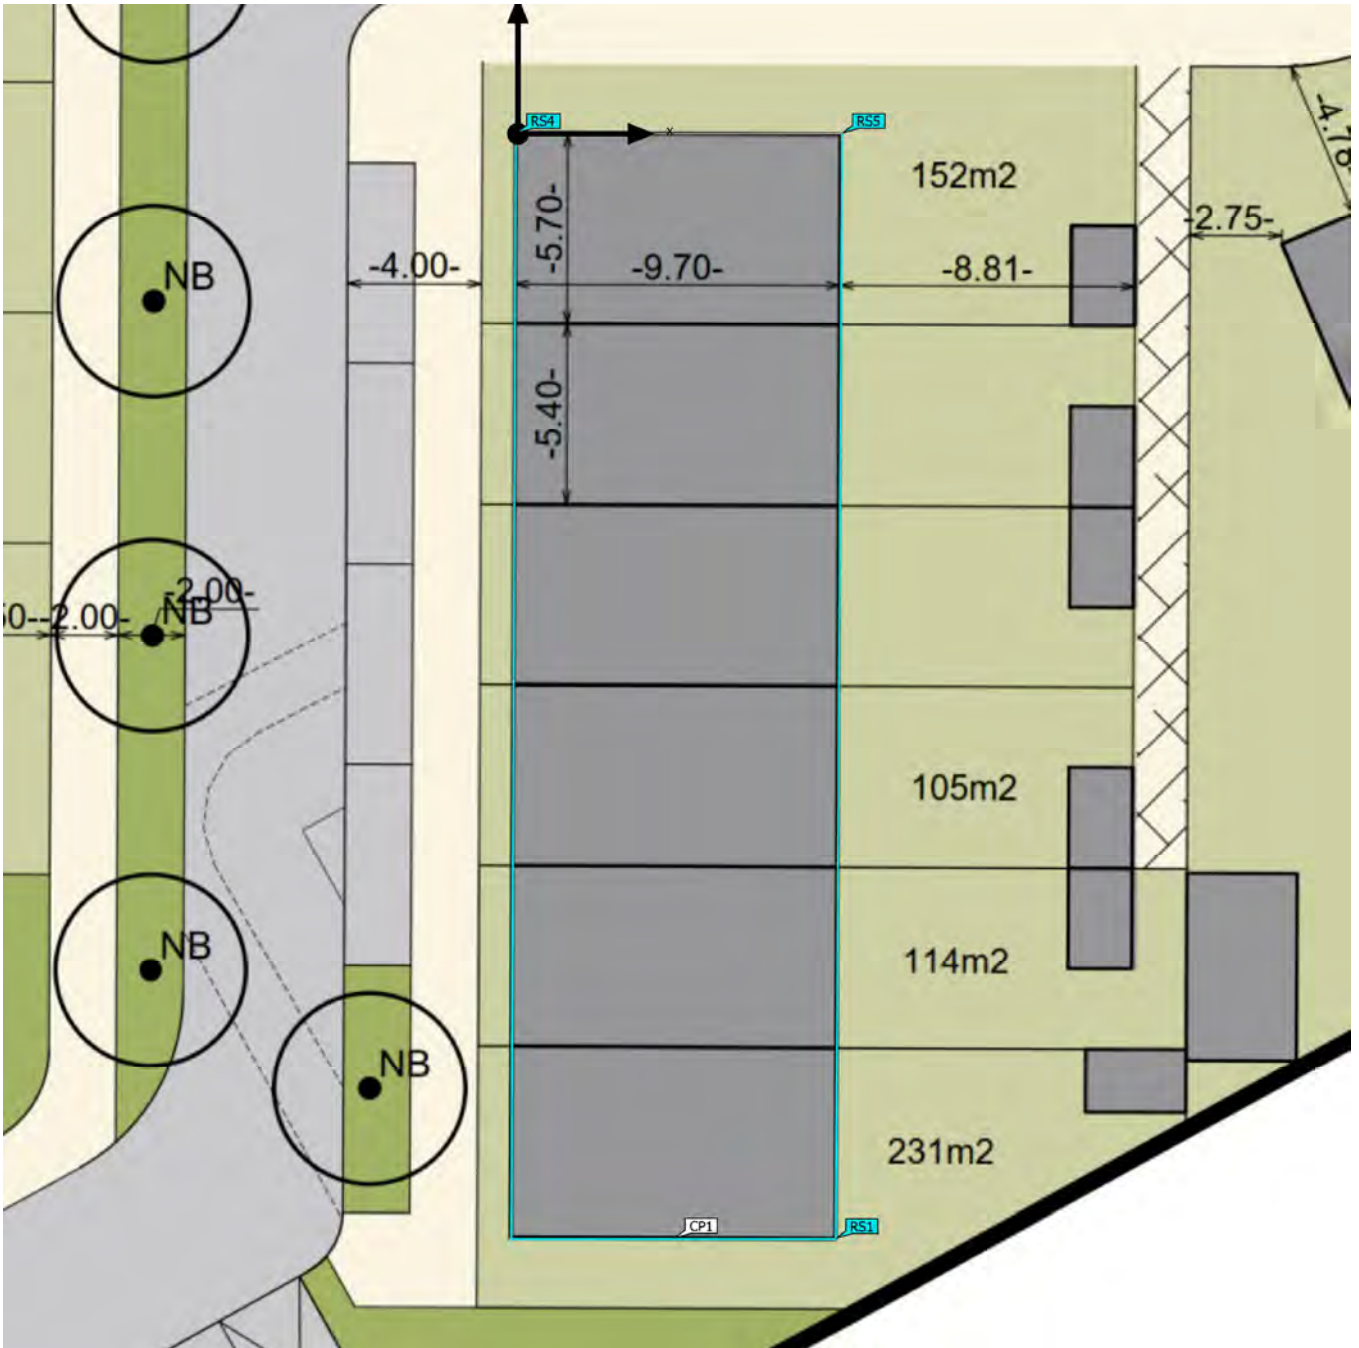 RS4
x
RS5
-4.78-
152m2
-5.70-
-2.75-
NB
-4.00-
-9.70-
-8.81-
-5.40-
-2.00-
NB
0--2.00-
105m2
NB
114m2
NB
231m2
CP1
RS1